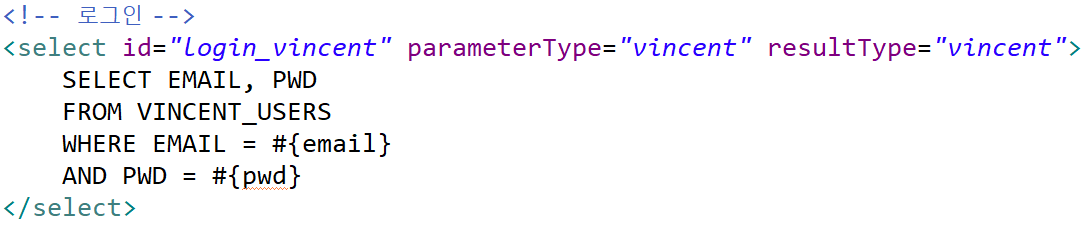 <!-- 로그인 -->
<select id="login_vincent" parameterType="vincent" resultType="vincent">
    SELECT EMAIL, PWD
    FROM VINCENT_USERS
    WHERE EMAIL = #{email}
    AND PWD = #{pwd}
</select>